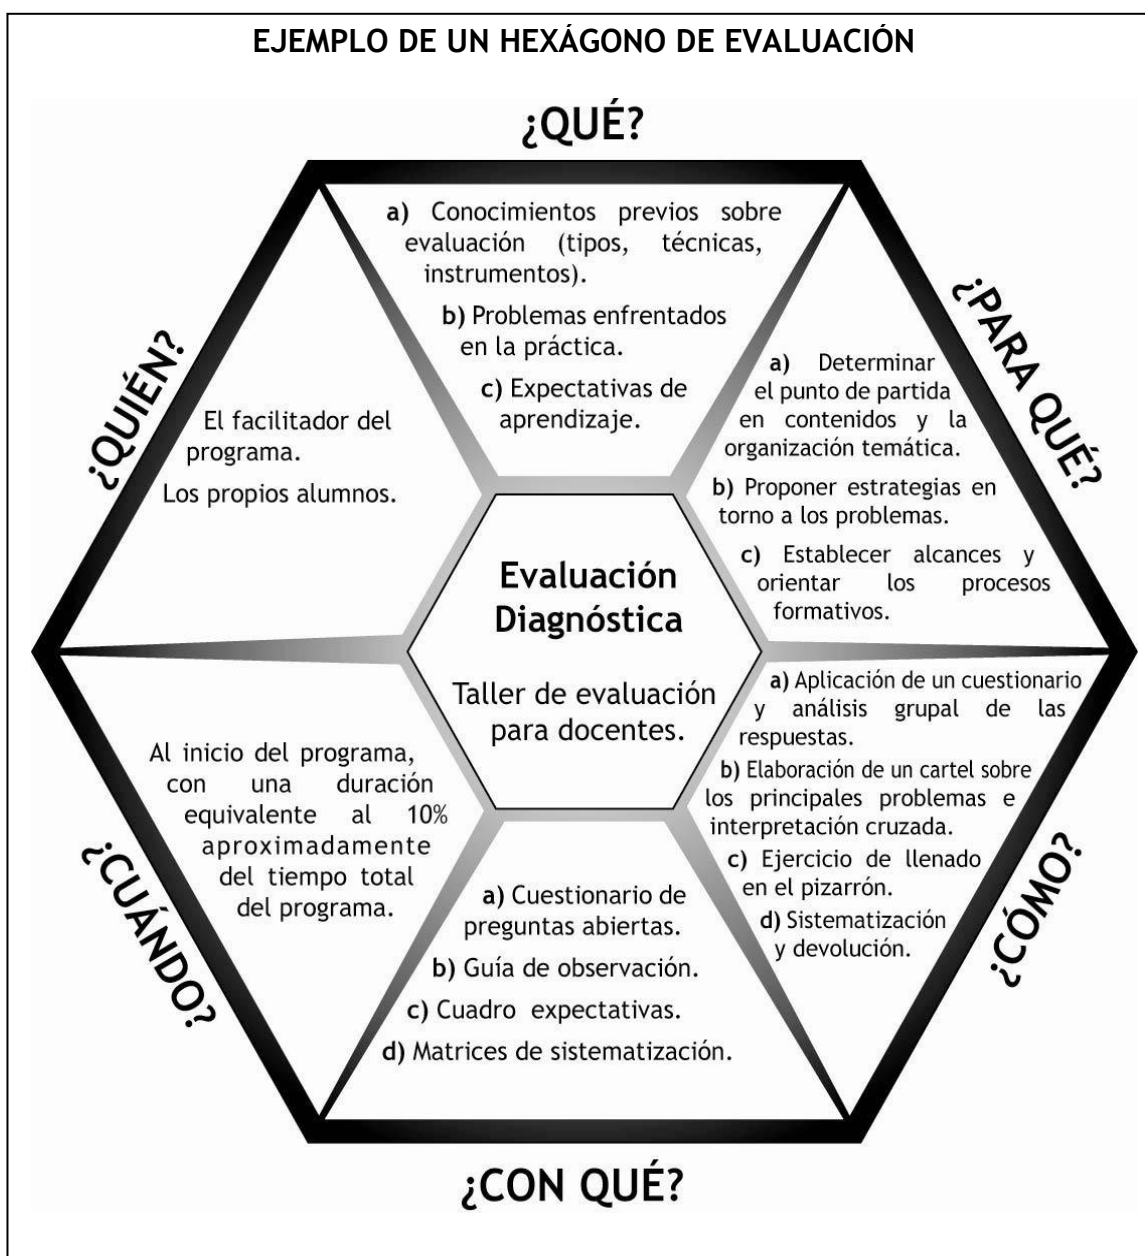 EJEMPLO DE UN HEXÁGONO DE EVALUACIÓN
¿QUÉ?
a) Conocimientos previos sobre
evaluación (tipos, técnicas,
instrumentos).
b) Problemas enfrentados
en la práctica.
c) Expectativas de
aprendizaje.
¿PARA QUÉ?
a) Determinar
el punto de partida
en contenidos y la
organización temática.
b) Proponer estrategias en
torno a los problemas.
c) Establecer alcances y
orientar los procesos
formativos.
¿CÓMO?
a) Aplicación de un cuestionario
y análisis grupal de las
respuestas.
b) Elaboración de un cartel sobre
los principales problemas e
interpretación cruzada.
c) Ejercicio de llenado
en el pizarrón.
d) Sistematización
y devolución.
¿CON QUÉ?
a) Cuestionario de
preguntas abiertas.
b) Guía de observación.
c) Cuadro expectativas.
d) Matrices de sistematización.
¿CUÁNDO?
Al inicio del programa,
con una duración
equivalente al 10%
aproximadamente
del tiempo total
del programa.
¿QUIÉN?
El facilitador del
programa.
Los propios alumnos.
Evaluación
Diagnóstica
Taller de evaluación
para docentes.